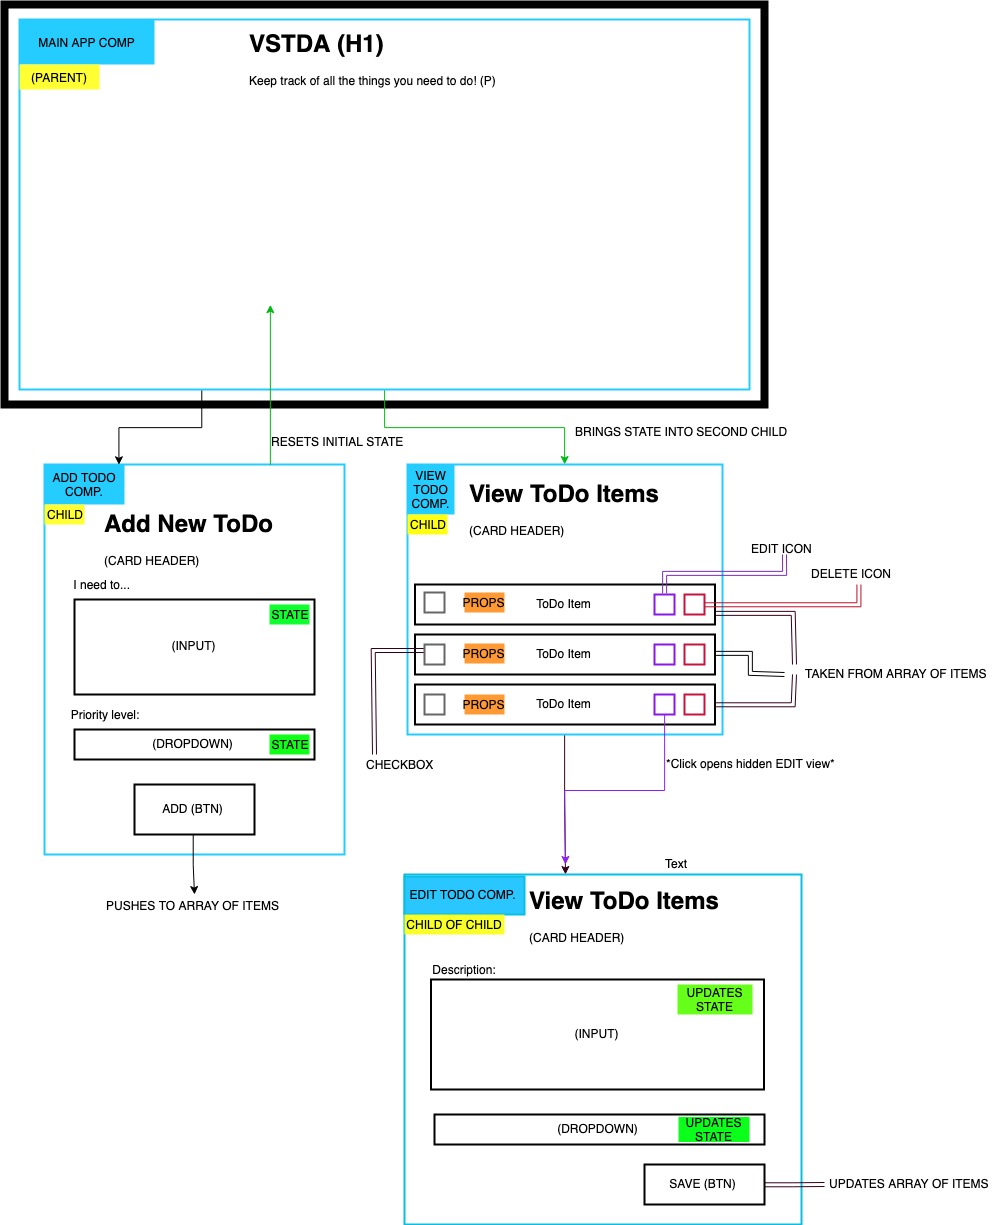 MAIN APP COMP
(PARENT)
VSTDA (H1)
Keep track of all the things you need to do! (P)
RESETS INITIAL STATE
BRINGS STATE INTO SECOND CHILD
ADD TODO
COMP.
CHILD
Add New ToDo
(CARD HEADER)
I need to...
STATE
(INPUT)
Priority level:
(DROPDOWN)
STATE
ADD (BTN)
PUSHES TO ARRAY OF ITEMS
VIEW
TODO
COMP.
CHILD
View ToDo Items
(CARD HEADER)
EDIT ICON
DELETE ICON
PROPS
ToDo Item
PROPS
ToDo Item
PROPS
ToDo Item
TAKEN FROM ARRAY OF ITEMS
CHECKBOX
*Click opens hidden EDIT view*
Text
EDIT TODO COMP.
CHILD OF CHILD
View ToDo Items
(CARD HEADER)
Description:
UPDATES
STATE
(INPUT)
(DROPDOWN)
UPDATES
STATE
SAVE (BTN)
UPDATES ARRAY OF ITEMS